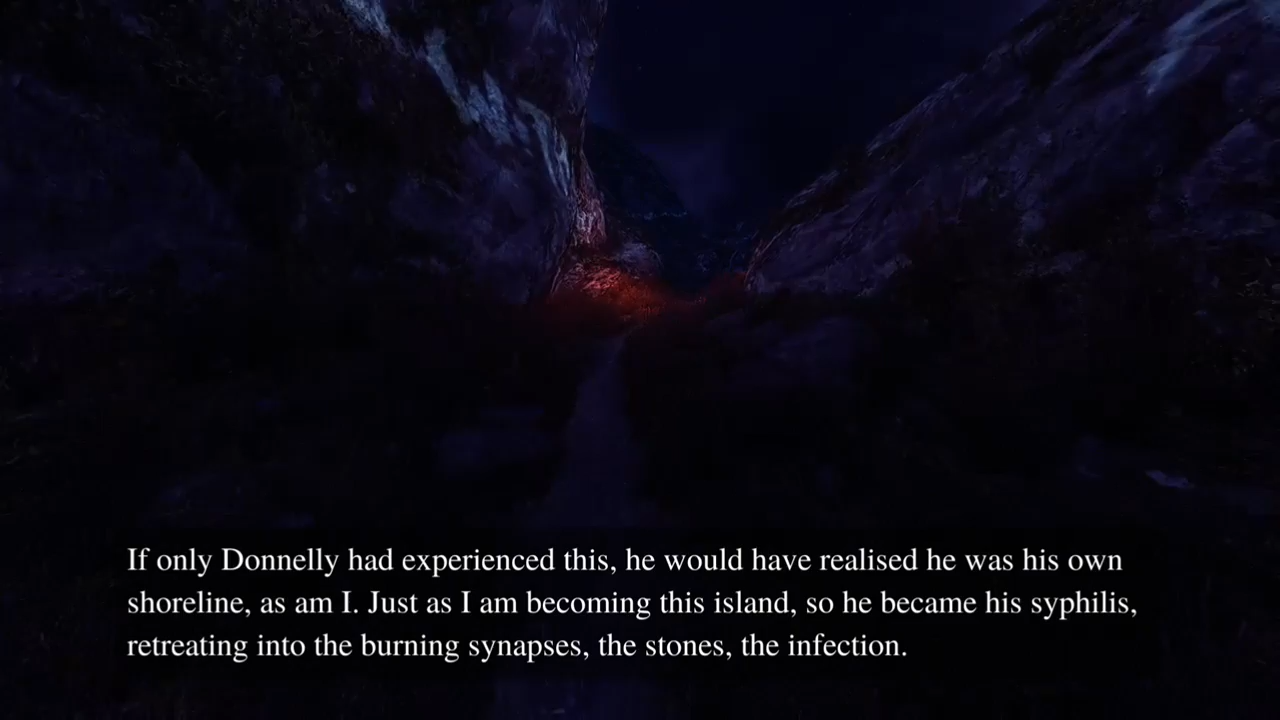 If only Donnelly had experienced this, he would have realised he was his own
shoreline, as am I. Just as I am becoming this island, so he became his syphilis,
retreating into the burning synapses, the stones, the infection.